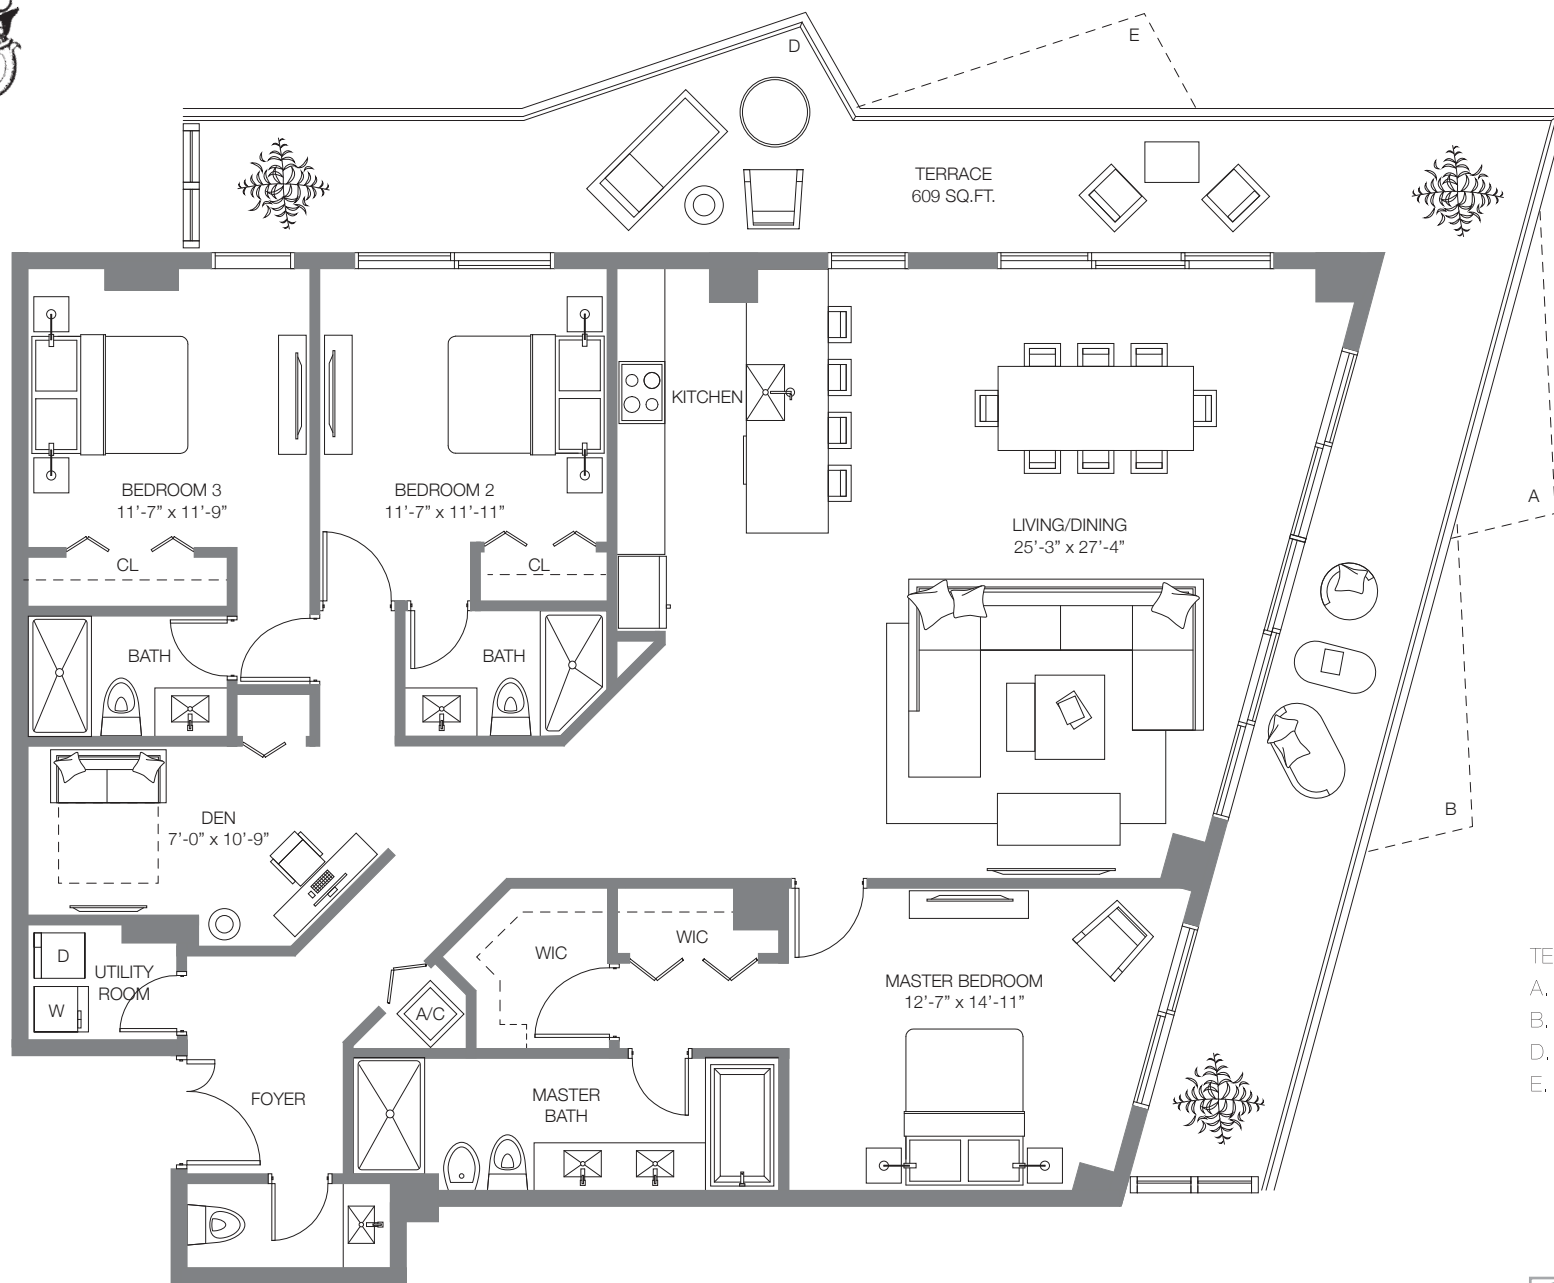 D
E
TERRACE
609 SQ.FT.
KITCHEN
BEDROOM 3
11'-7" x 11'-9"
BEDROOM 2
11'-7" x 11'-11"
A
LIVING/DINING
25'-3" x 27'-4"
CL
CL
BATH
BATH
B
DEN
7'-0" x 10'-9"
D
UTILITY
ROOM
W
WIC
WIC
A/C
MASTER BEDROOM
12'-7" x 14'-11"
FOYER
MASTER
BATH
TE
A.
B.
D.
E.